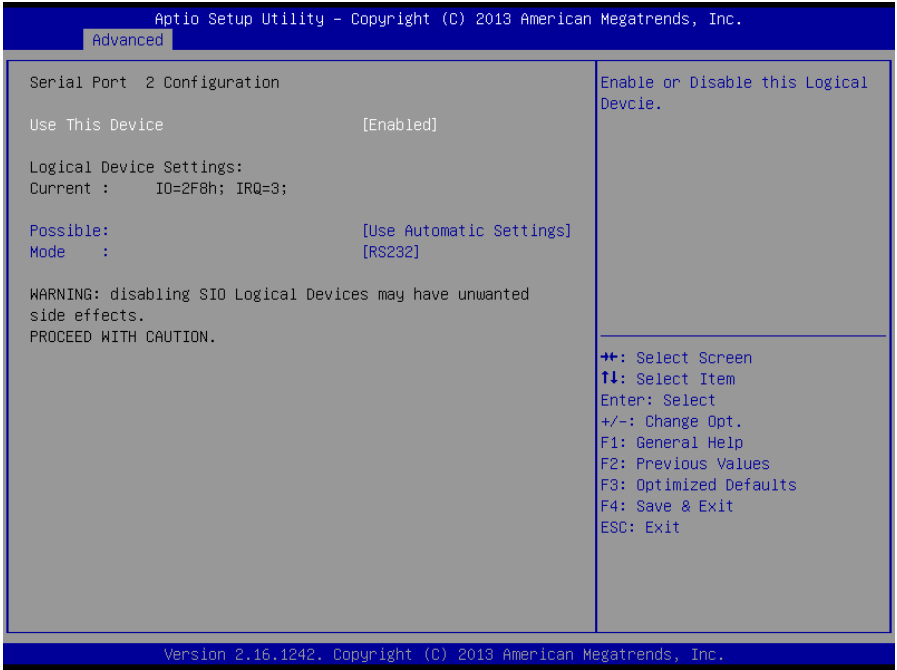 Aptio Setup Utility – Copyright (C) 2013 American Megatrends, Inc.
Advanced
Serial Port  2 Configuration
Use This Device [Enabled]
Logical Device Settings:
Current : IO=2F8h; IRQ=3;
Possible: [Use Automatic Settings]
Mode : [RS232]
WARNING: disabling SIO Logical Devices may have unwanted
side effects.
PROCEED WITH CAUTION.
Enable or Disable this Logical
Devcie.
→←: Select Screen
↑↓: Select Item
Enter: Select
+/-: Change Opt.
F1: General Help
F2: Previous Values
F3: Optimized Defaults
F4: Save & Exit
ESC: Exit
Version 2.16.1242. Copyright (C) 2013 American Megatrends, Inc.